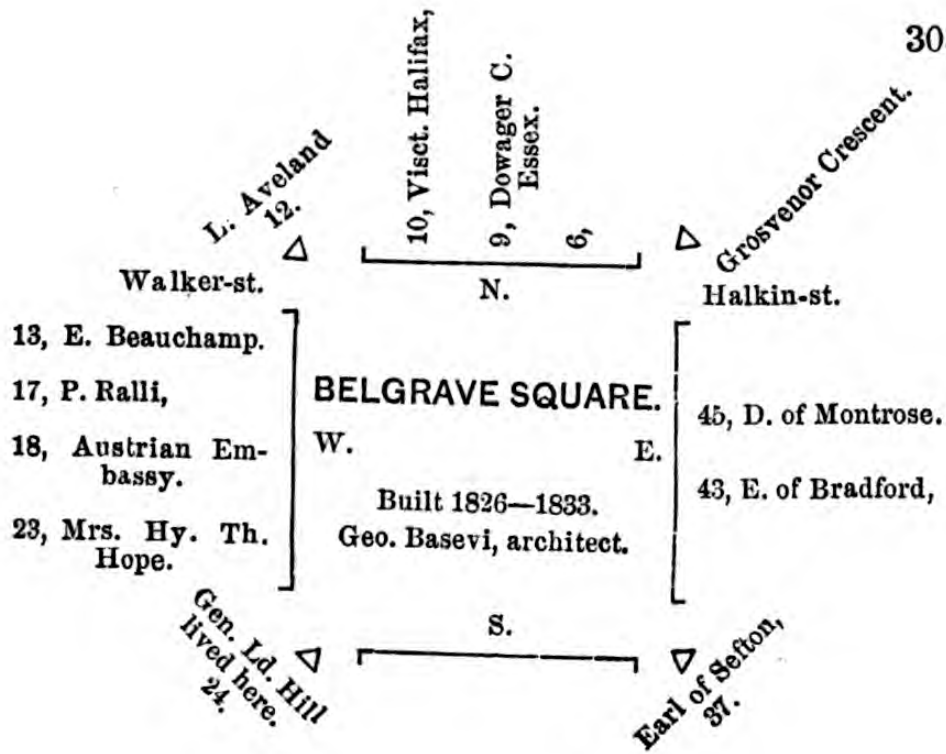 30
10, Visct. Halifax,
9, Dowager C.
Essex.
6,
L. Aveland
12.
Grosvenor Crescent.
Walker-st.
N.
Halkin-st.
13, E. Beauchamp.
17, P. Ralli,
18, Austrian Em-
bassy.
23, Mrs. Hy. Th.
Hope.
BELGRAVE SQUARE.
W.
E.
Built 1826—1833.
Geo. Basevi, architect.
45, D. of Montrose.
43, E. of Bradford,
S.
Gen. Ld. Hill
lived here.
24.
Earl of Sefton,
37.